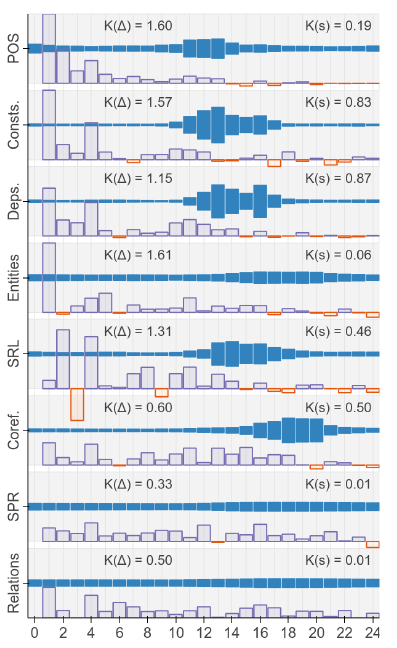 POS
K(Δ) = 1.60 K(s) = 0.19
Consts.
K(Δ) = 1.57 K(s) = 0.83
Deps.
K(Δ) = 1.15 K(s) = 0.87
Entities
K(Δ) = 1.61 K(s) = 0.06
SRL
K(Δ) = 1.31 K(s) = 0.46
Coref.
K(Δ) = 0.60 K(s) = 0.50
SPR
K(Δ) = 0.33 K(s) = 0.01
Relations
K(Δ) = 0.50 K(s) = 0.01
0 2 4 6 8 10 12 14 16 18 20 22 24